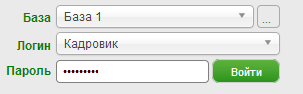 База База 1 ...
Логин Кадровик
Пароль ••••••••• Войти